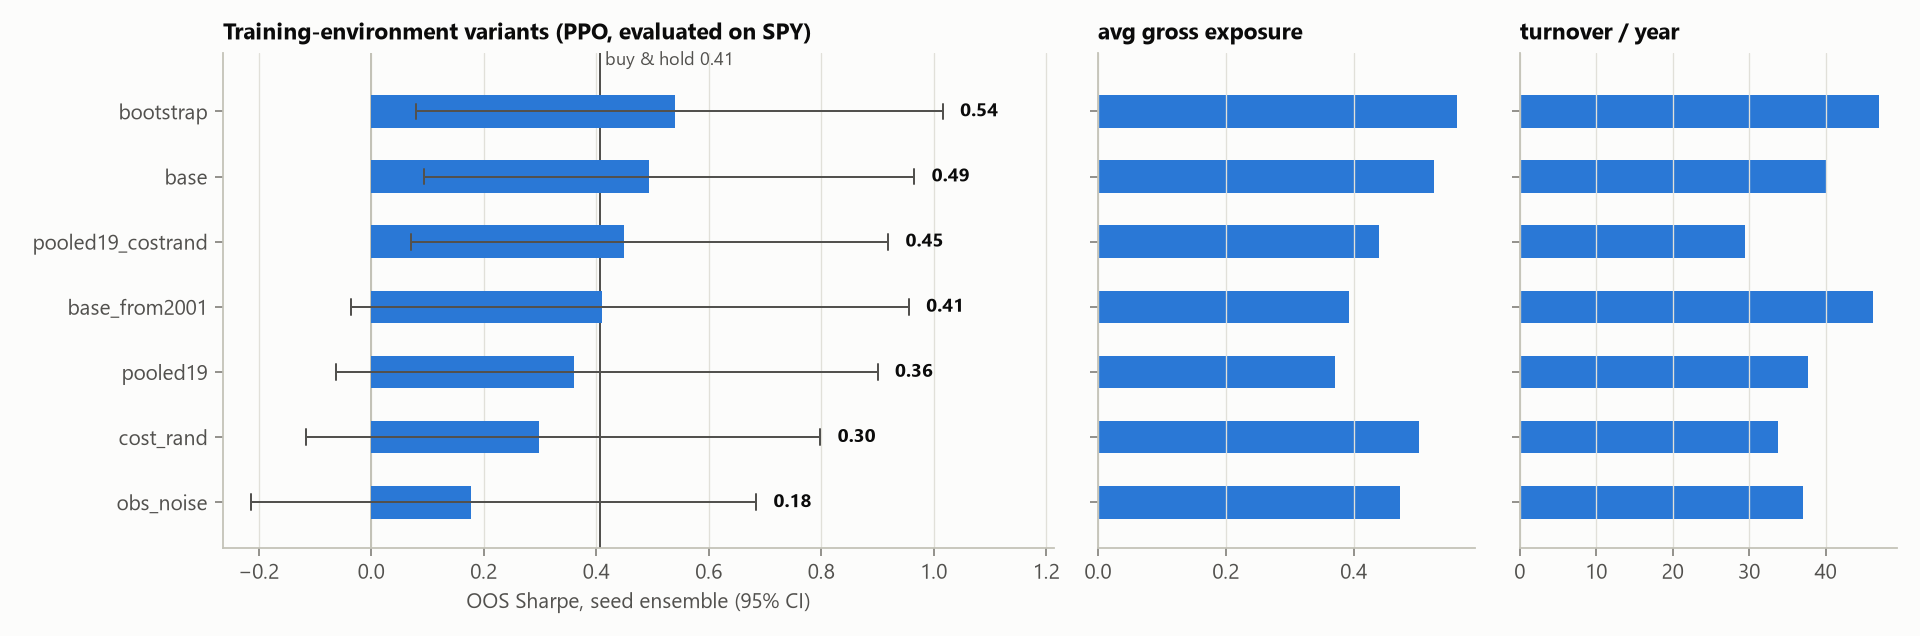 Training-environment variants (PPO, evaluated on SPY)
buy & hold 0.41
bootstrap
0.54
base
0.49
pooled19_costrand
0.45
base_from2001
0.41
pooled19
0.36
cost_rand
0.30
obs_noise
0.18
−0.2 0.0 0.2 0.4 0.6 0.8 1.0 1.2
OOS Sharpe, seed ensemble (95% CI)
avg gross exposure
0.0 0.2 0.4
turnover / year
0 10 20 30 40